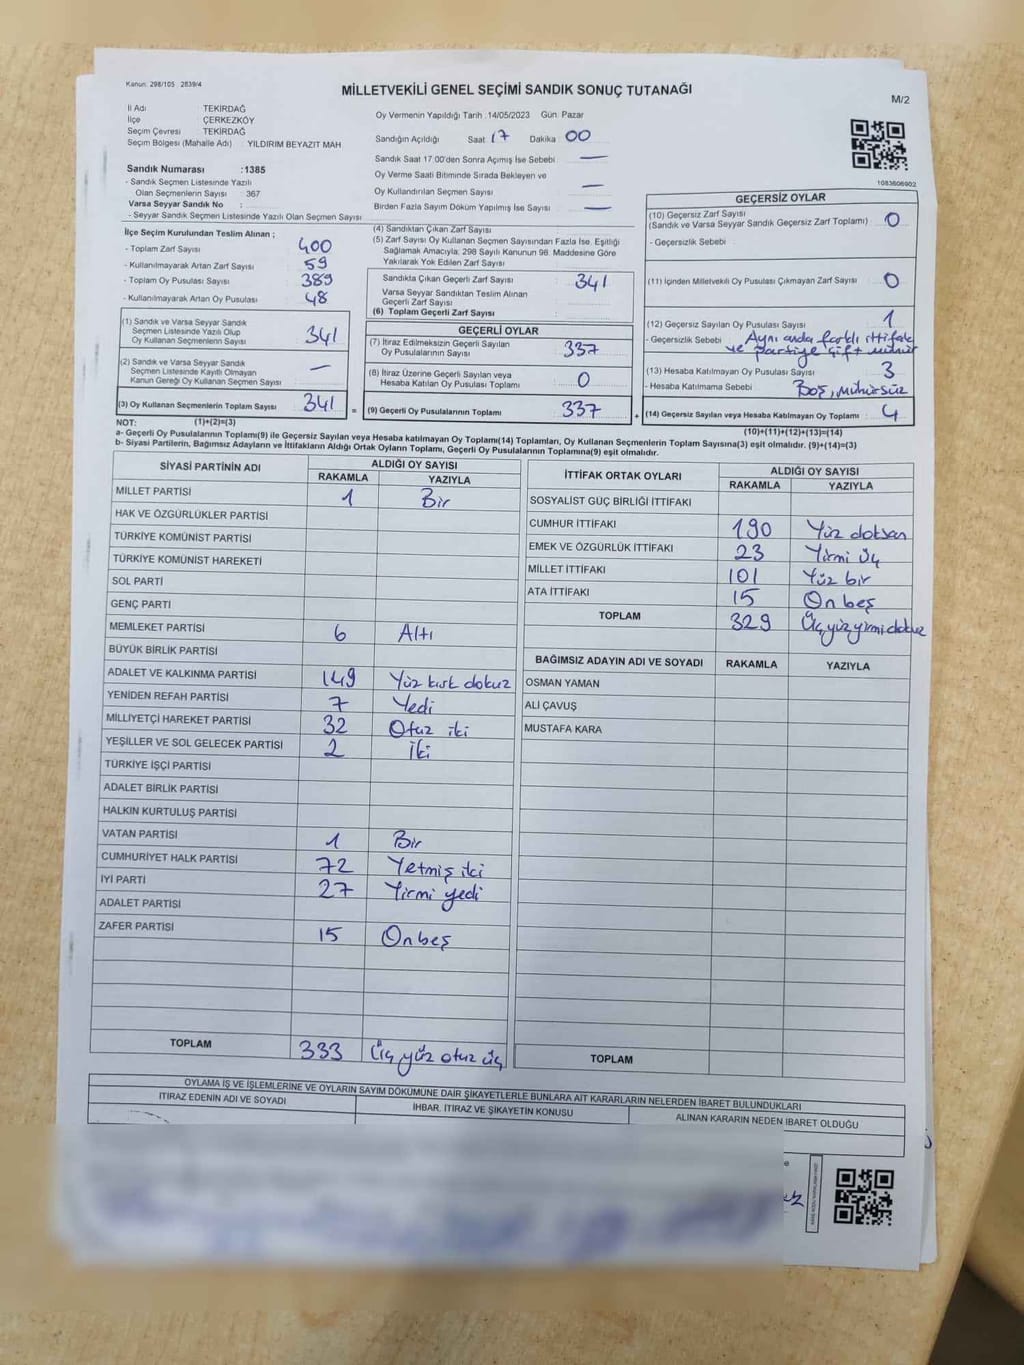 Kanun: 298/105 2839/4
MİLLETVEKİLİ GENEL SEÇİMİ SANDIK SONUÇ TUTANAĞI
M/2
İl Adı TEKİRDAĞ
İlçe ÇERKEZKÖY
Seçim Çevresi TEKİRDAĞ
Seçim Bölgesi (Mahalle Adı) YILDIRIM BEYAZIT MAH
Sandık Numarası :1385
- Sandık Seçmen Listesinde Yazılı
Olan Seçmenlerin Sayısı 367
Varsa Seyyar Sandık No :
- Seyyar Sandık Seçmen Listesinde Yazılı Olan Seçmen Sayısı
Oy Vermenin Yapıldığı Tarih :14/05/2023 Gün Pazar
Sandığın Açıldığı Saat 17 Dakika 00
Sandık Saat 17.00'den Sonra Açımış İse Sebebi —
Oy Verme Saati Bitiminde Sırada Bekleyen ve
Oy Kullandırılan Seçmen Sayısı —
Birden Fazla Sayım Döküm Yapılmış İse Sayısı —
1083606902
İlçe Seçim Kurulundan Teslim Alınan ;
- Toplam Zarf Sayısı 400
- Kullanılmayarak Artan Zarf Sayısı 59
- Toplam Oy Pusulası Sayısı 389
- Kullanılmayarak Artan Oy Pusulası 48
(1) Sandık ve Varsa Seyyar Sandık
Seçmen Listesinde Yazılı Olup
Oy Kullanan Seçmenlerin Sayısı 341
(2) Sandık ve Varsa Seyyar Sandık
Seçmen Listesinde Kayıtlı Olmayan
Kanun Gereği Oy Kullanan Seçmen Sayısı —
(3) Oy Kullanan Seçmenlerin Toplam Sayısı 341
(4) Sandıktan Çıkan Zarf Sayısı
(5) Zarf Sayısı Oy Kullanan Seçmen Sayısından Fazla İse, Eşitliği
Sağlamak Amacıyla; 298 Sayılı Kanunun 98. Maddesine Göre
Yakılarak Yok Edilen Zarf Sayısı
Sandıkta Çıkan Geçerli Zarf Sayısı 341
Varsa Seyyar Sandıktan Teslim Alınan
Geçerli Zarf Sayısı
(6) Toplam Geçerli Zarf Sayısı
GEÇERLİ OYLAR
(7) İtiraz Edilmeksizin Geçerli Sayılan
Oy Pusulalarının Sayısı 337
(8) İtiraz Üzerine Geçerli Sayılan veya
Hesaba Katılan Oy Pusulası Toplamı 0
= (9) Geçerli Oy Pusulalarının Toplamı 337
GEÇERSİZ OYLAR
(10) Geçersiz Zarf Sayısı
(Sandık ve Varsa Seyyar Sandık Geçersiz Zarf Toplamı) 0
- Geçersizlik Sebebi
(11) İçinden Milletvekili Oy Pusulası Çıkmayan Zarf Sayısı 0
(12) Geçersiz Sayılan Oy Pusulası Sayısı 1
- Geçersizlik Sebebi Aynı anda farklı ittifak
ve partiye çift mühür
(13) Hesaba Katılmayan Oy Pusulası Sayısı 3
- Hesaba Katılmama Sebebi Boş, mühürsüz
+ (14) Geçersiz Sayılan veya Hesaba Katılmayan Oy Toplamı 4
NOT: (1)+(2)=(3)
(10)+(11)+(12)+(13)=(14)
a- Geçerli Oy Pusulalarının Toplamı(9) ile Geçersiz Sayılan veya Hesaba katılmayan Oy Toplamı(14) Toplamları, Oy Kullanan Seçmenlerin Toplam Sayısına(3) eşit olmalıdır. (9)+(14)=(3)
b- Siyasi Partilerin, Bağımsız Adayların ve İttifakların Aldığı Ortak Oyların Toplamı, Geçerli Oy Pusulalarının Toplamına(9) eşit olmalıdır.
SİYASİ PARTİNİN ADI ALDIĞI OY SAYISI
RAKAMLA YAZIYLA
MİLLET PARTİSİ 1 Bir
HAK VE ÖZGÜRLÜKLER PARTİSİ
TÜRKİYE KOMÜNİST PARTİSİ
TÜRKİYE KOMÜNİST HAREKETİ
SOL PARTİ
GENÇ PARTİ
MEMLEKET PARTİSİ 6 Altı
BÜYÜK BİRLİK PARTİSİ
ADALET VE KALKINMA PARTİSİ 149 Yüz kırk dokuz
YENİDEN REFAH PARTİSİ 7 Yedi
MİLLİYETÇİ HAREKET PARTİSİ 32 Otuz iki
YEŞİLLER VE SOL GELECEK PARTİSİ 2 İki
TÜRKİYE İŞÇİ PARTİSİ
ADALET BİRLİK PARTİSİ
HALKIN KURTULUŞ PARTİSİ
VATAN PARTİSİ 1 Bir
CUMHURİYET HALK PARTİSİ 72 Yetmiş iki
İYİ PARTİ 27 Yirmi yedi
ADALET PARTİSİ
ZAFER PARTİSİ 15 Onbeş
TOPLAM 333 Üç yüz otuz üç
İTTİFAK ORTAK OYLARI ALDIĞI OY SAYISI
RAKAMLA YAZIYLA
SOSYALİST GÜÇ BİRLİĞİ İTTİFAKI
CUMHUR İTTİFAKI 190 Yüz doksan
EMEK VE ÖZGÜRLÜK İTTİFAKI 23 Yirmi üç
MİLLET İTTİFAKI 101 Yüz bir
ATA İTTİFAKI 15 Onbeş
TOPLAM 329 Üçyüzyirmidokuz
BAĞIMSIZ ADAYIN ADI VE SOYADI RAKAMLA YAZIYLA
OSMAN YAMAN
ALİ ÇAVUŞ
MUSTAFA KARA
TOPLAM
OYLAMA İŞ VE İŞLEMLERİNE VE OYLARIN SAYIM DÖKÜMÜNE DAİR ŞİKAYETLERLE BUNLARA AİT KARARLARIN NELERDEN İBARET BULUNDUKLARI
İTİRAZ EDENİN ADI VE SOYADI İHBAR, İTİRAZ VE ŞİKAYETİN KONUSU ALINAN KARARIN NEDEN İBARET OLDUĞU